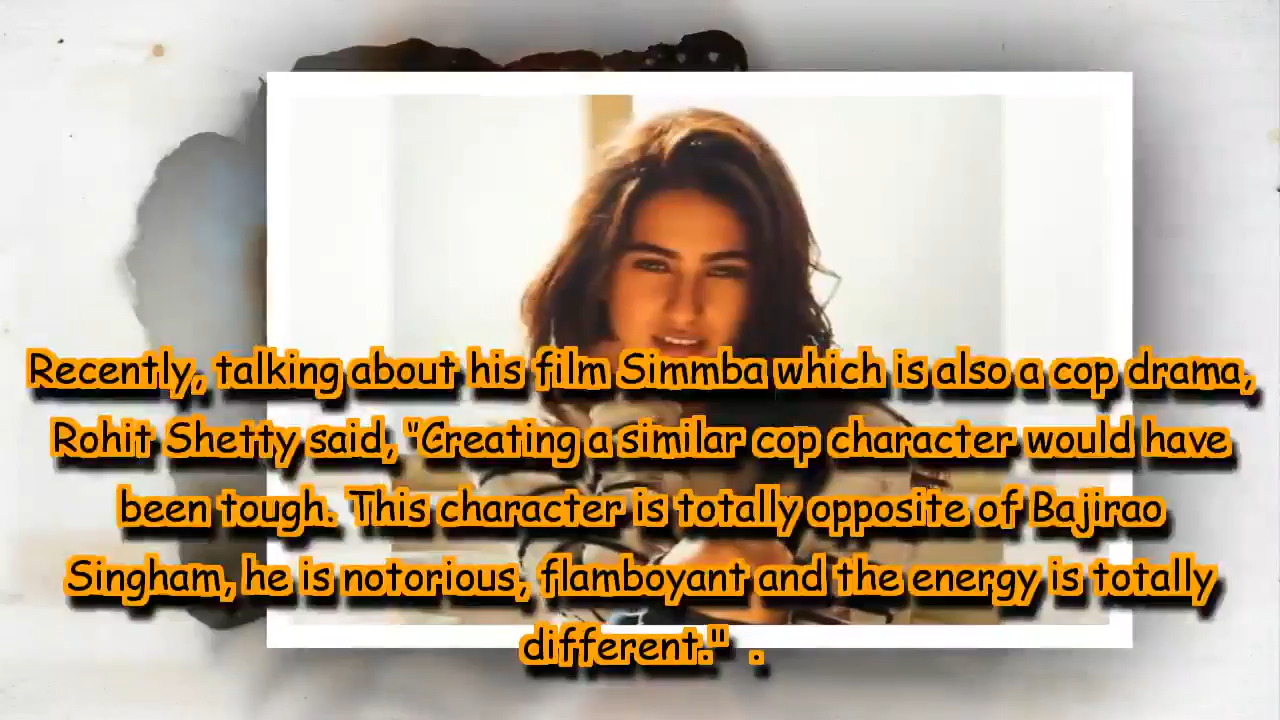 Recently, talking about his film Simmba which is also a cop drama,
Rohit Shetty said, "Creating a similar cop character would have
been tough. This character is totally opposite of Bajirao
Singham, he is notorious, flamboyant and the energy is totally
different." .